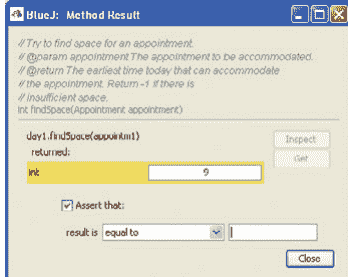 BlueJ: Method Result
// Try to find space for an appointment.
// @param appointment The appointment to be accommodated.
// @return The earliest time today that can accommodate
// the appointment. Return -1 if there is
// insufficient space.
int findSpace(Appointment appointment)
day1.findSpace(appointm1)
returned:
int
9
Inspect
Get
Assert that:
result is equal to
Close